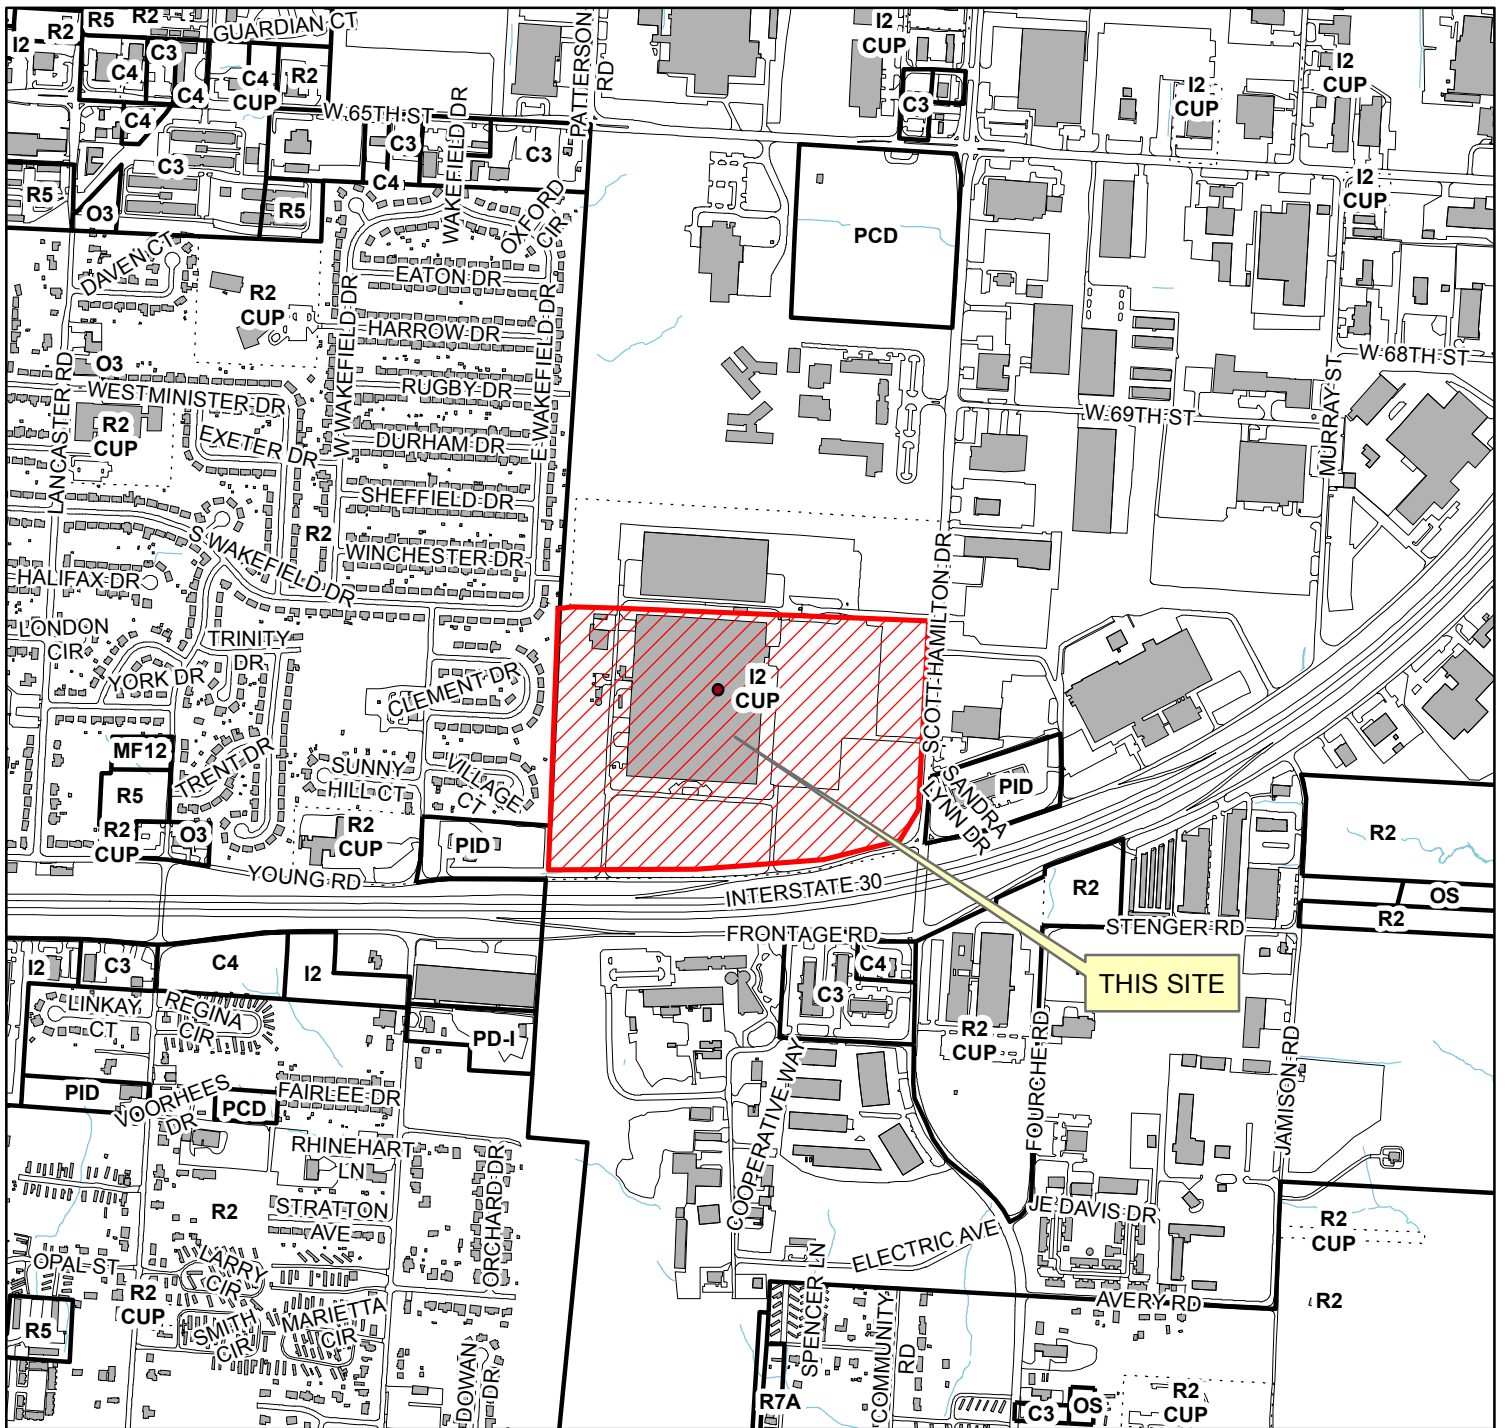 R5
R2
R2
I2
GUARDIAN CT
C3
C4
C4
CUP
R2
C4
C4
W 65TH ST
WAKEFIELD DR
PATTERSON
RD
I2
CUP
C3
I2
CUP
I2
CUP
I2
CUP
C3
C3
C3
C4
R5
O3
R5
OXFORD
CIR
PCD
DAVEN CT
EATON DR
R2
CUP
W WAKEFIELD DR
E WAKEFIELD DR
HARROW DR
LANCASTER RD
O3
WESTMINISTER DR
RUGBY DR
R2
CUP
EXETER DR
DURHAM DR
W 68TH ST
W 69TH ST
MURRAY ST
SHEFFIELD DR
R2
S WAKEFIELD DR
WINCHESTER DR
HALIFAX DR
SCOTT HAMILTON DR
LONDON
CIR
TRINITY
DR
YORK DR
CLEMENT DR
I2
CUP
MF12
TRENT DR
SUNNY
HILL CT
VILLAGE
CT
SANDRA
LYNN DR
PID
R5
R2
CUP
O3
R2
CUP
PID
R2
YOUNG RD
INTERSTATE 30
R2
OS
R2
STENGER RD
FRONTAGE RD
I2
C3
C4
I2
C4
C3
THIS SITE
LINKAY
CT
REGINA
CIR
PD-I
R2
CUP
FOURCHE RD
JAMISON RD
PID
VOORHEES
DR
PCD
FAIRLEE DR
COOPERATIVE WAY
RHINEHART
LN
ORCHARD DR
R2
STRATTON
AVE
JE DAVIS DR
R2
CUP
OPAL ST
LARRY
CIR
ELECTRIC AVE
R2
CUP
SPENCER LN
AVERY RD
R2
R5
SMITH
CIR
MARIETTA
CIR
DOWAN
DR
COMMUNITY
RD
R7A
C3
OS
R2
CUP